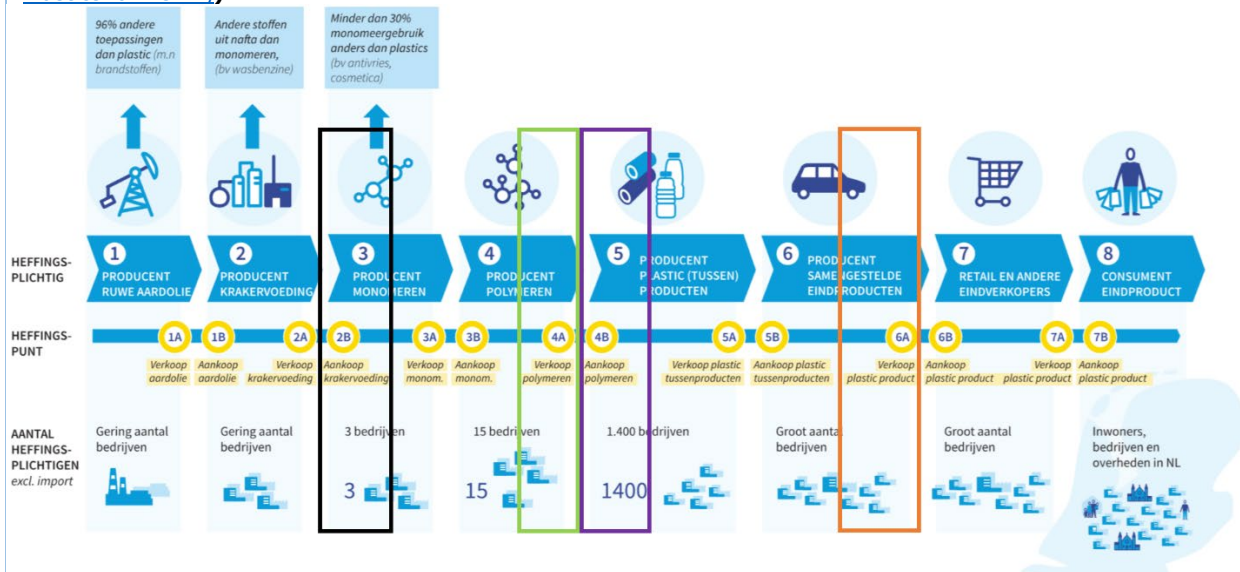 96% andere
toepassingen
dan plastic (m.n
brandstoffen)
Andere stoffen
uit nafta dan
monomeren,
(bv wasbenzine)
Minder dan 30%
monomeergebruik
anders dan plastics
(bv antivries,
cosmetica)
HEFFINGS-
PLICHTIG
1
PRODUCENT
RUWE AARDOLIE
2
PRODUCENT
KRAKERVOEDING
3
PRODUCENT
MONOMEREN
4
PRODUCENT
POLYMEREN
5
PRODUCENT
PLASTIC (TUSSEN)
PRODUCTEN
6
PRODUCENT
SAMENGESTELDE
EINDPRODUCTEN
7
RETAIL EN ANDERE
EINDVERKOPERS
8
CONSUMENT
EINDPRODUCT
HEFFINGS-
PUNT
1A
Verkoop
aardolie
1B
Aankoop
aardolie
2A
Verkoop
krakervoeding
2B
Aankoop
krakervoeding
3A
Verkoop
monom.
3B
Aankoop
monom.
4A
Verkoop
polymeren
4B
Aankoop
polymeren
5A
Verkoop plastic
tussenproducten
5B
Aankoop plastic
tussenproducten
6A
Verkoop
plastic product
6B
Aankoop
plastic product
7A
Verkoop
plastic product
7B
Aankoop
plastic product
AANTAL
HEFFINGS-
PLICHTIGEN
excl. import
Gering aantal
bedrijven
Gering aantal
bedrijven
3 bedrijven
3
15 bedrijven
15
1.400 bedrijven
1400
Groot aantal
bedrijven
Groot aantal
bedrijven
Inwoners,
bedrijven en
overheden in NL